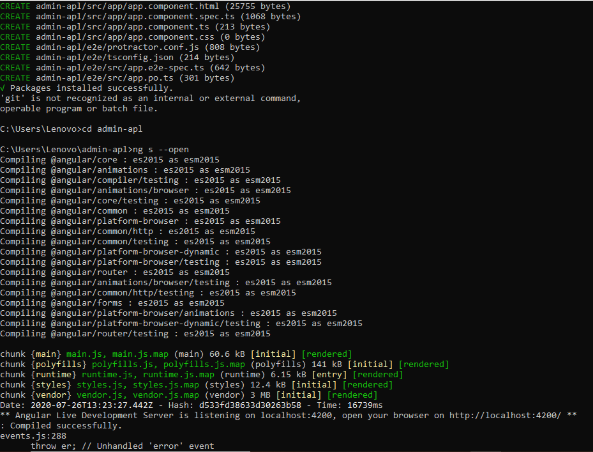 CREATE admin-apl/src/app/app.component.html (25755 bytes)
CREATE admin-apl/src/app/app.component.spec.ts (1068 bytes)
CREATE admin-apl/src/app/app.component.ts (213 bytes)
CREATE admin-apl/src/app/app.component.css (0 bytes)
CREATE admin-apl/e2e/protractor.conf.js (808 bytes)
CREATE admin-apl/e2e/tsconfig.json (214 bytes)
CREATE admin-apl/e2e/src/app.e2e-spec.ts (642 bytes)
CREATE admin-apl/e2e/src/app.po.ts (301 bytes)
√ Packages installed successfully.
'git' is not recognized as an internal or external command,
operable program or batch file.
C:\Users\Lenovo>cd admin-apl
C:\Users\Lenovo\admin-apl>ng s --open
Compiling @angular/core : es2015 as esm2015
Compiling @angular/animations : es2015 as esm2015
Compiling @angular/compiler/testing : es2015 as esm2015
Compiling @angular/animations/browser : es2015 as esm2015
Compiling @angular/core/testing : es2015 as esm2015
Compiling @angular/common : es2015 as esm2015
Compiling @angular/platform-browser : es2015 as esm2015
Compiling @angular/common/http : es2015 as esm2015
Compiling @angular/common/testing : es2015 as esm2015
Compiling @angular/platform-browser-dynamic : es2015 as esm2015
Compiling @angular/platform-browser/testing : es2015 as esm2015
Compiling @angular/router : es2015 as esm2015
Compiling @angular/animations/browser/testing : es2015 as esm2015
Compiling @angular/common/http/testing : es2015 as esm2015
Compiling @angular/forms : es2015 as esm2015
Compiling @angular/platform-browser/animations : es2015 as esm2015
Compiling @angular/platform-browser-dynamic/testing : es2015 as esm2015
Compiling @angular/router/testing : es2015 as esm2015
chunk {main} main.js, main.js.map (main) 60.6 kB [initial] [rendered]
chunk {polyfills} polyfills.js, polyfills.js.map (polyfills) 141 kB [initial] [rendered]
chunk {runtime} runtime.js, runtime.js.map (runtime) 6.15 kB [entry] [rendered]
chunk {styles} styles.js, styles.js.map (styles) 12.4 kB [initial] [rendered]
chunk {vendor} vendor.js, vendor.js.map (vendor) 3 MB [initial] [rendered]
Date: 2020-07-26T13:23:27.442Z - Hash: d533fd38633d30263b58 - Time: 16739ms
** Angular Live Development Server is listening on localhost:4200, open your browser on http://localhost:4200/ **
: Compiled successfully.
events.js:288
throw er; // Unhandled 'error' event